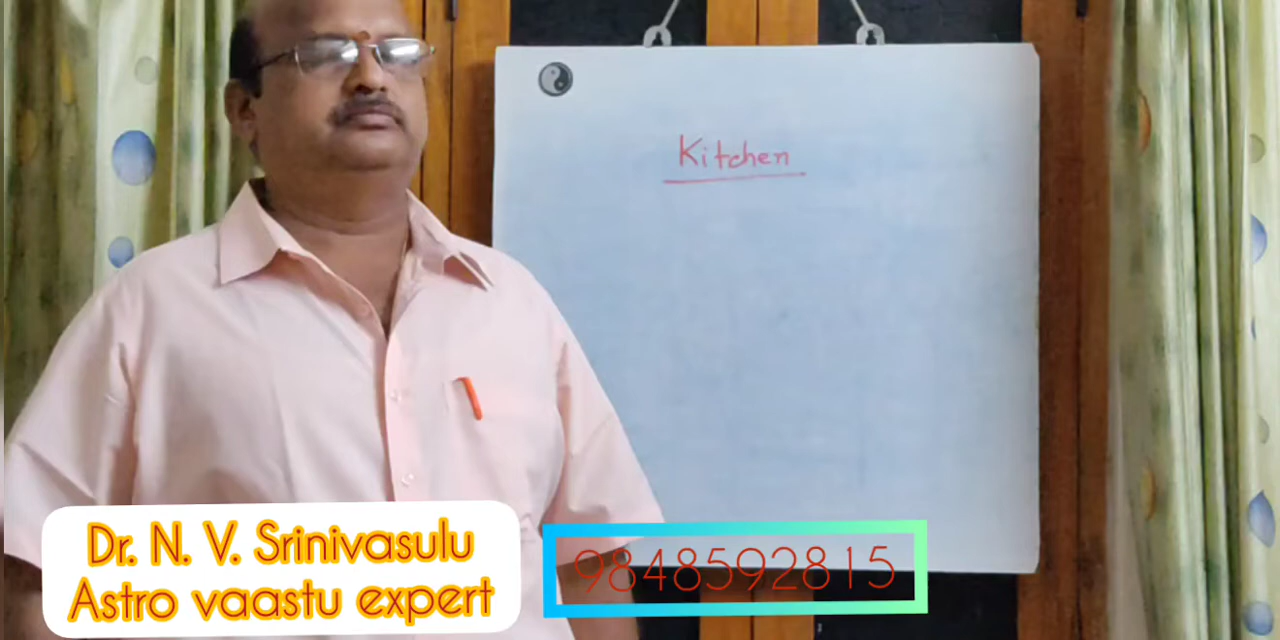 Kitchen
Dr. N. V. Srinivasulu
Astro vaastu expert
9848592815